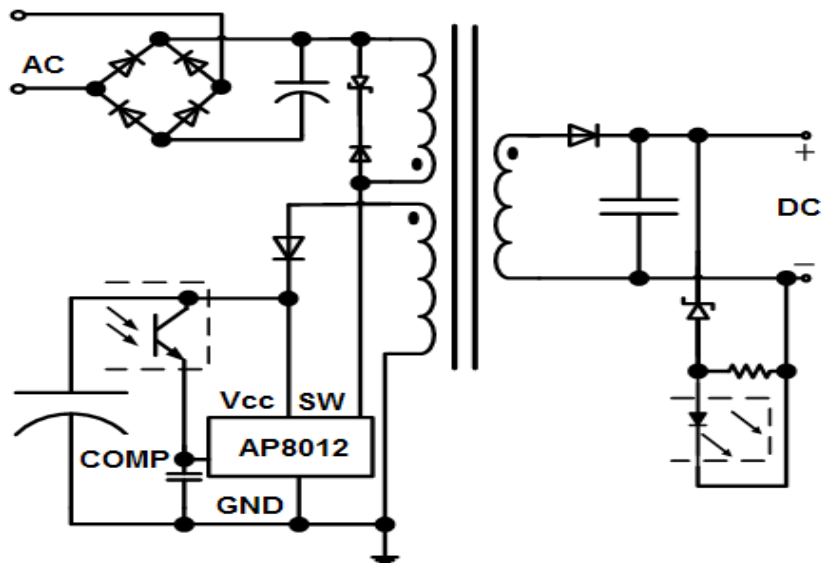 AC
+
DC
−
Vcc SW
AP8012
COMP
GND